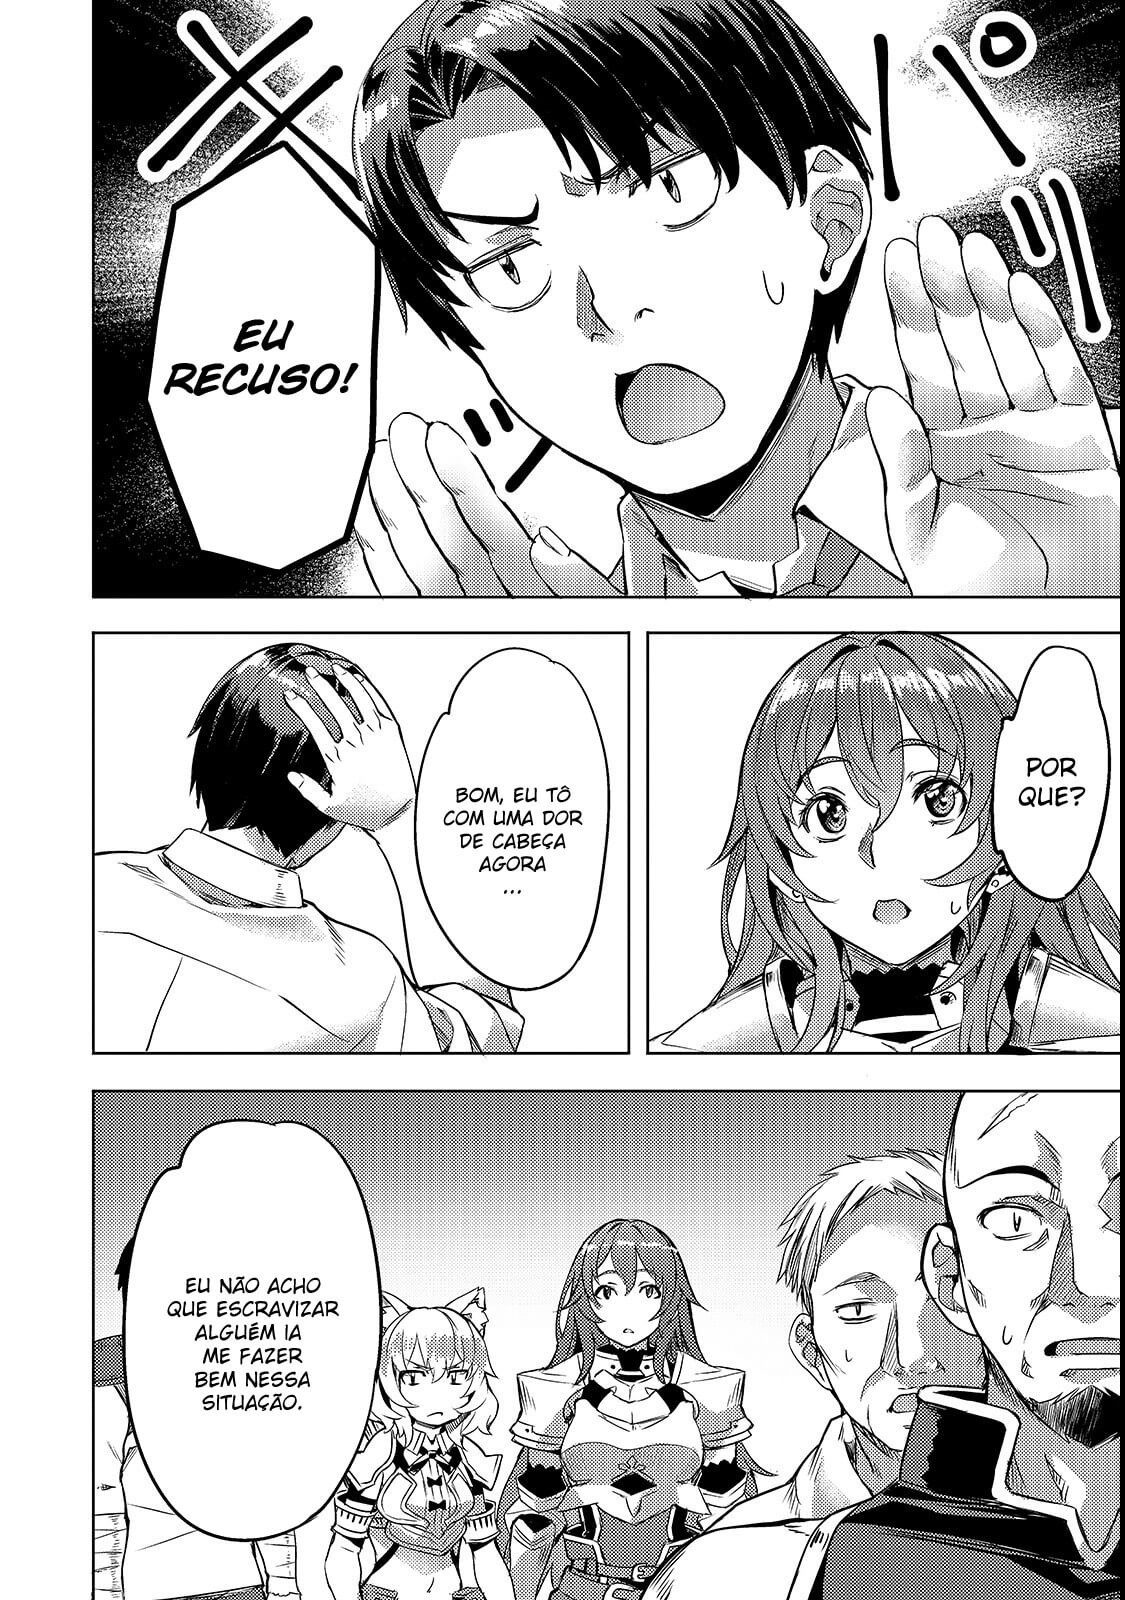 EU
RECUSO!
POR
QUE?
BOM, EU TÔ
COM UMA DOR
DE CABEÇA
AGORA
...
EU NÃO ACHO
QUE ESCRAVIZAR
ALGUÉM IA
ME FAZER
BEM NESSA
SITUAÇÃO.